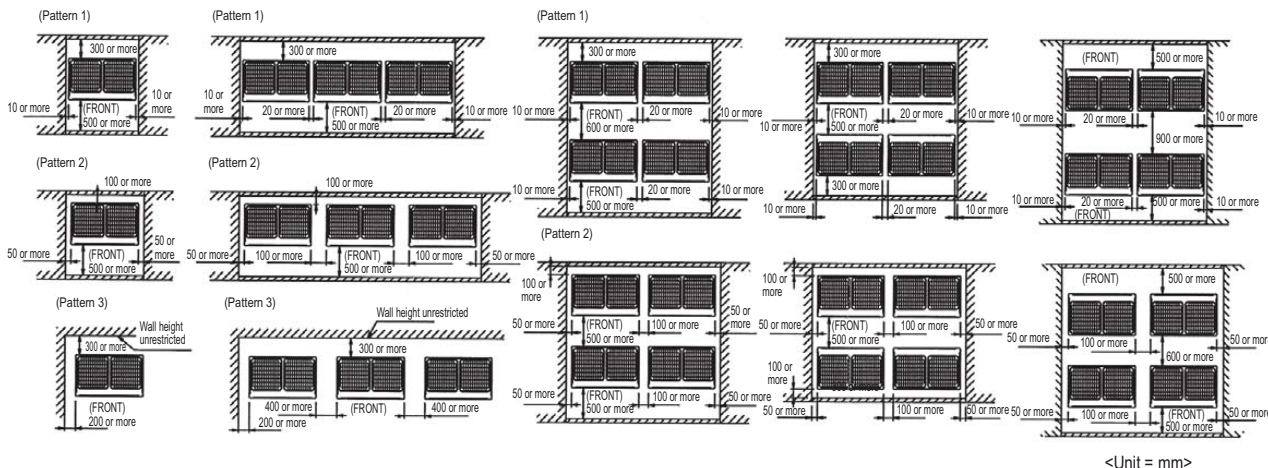 (Pattern 1)
300 or more
10 or more
10 or
more
(FRONT)
500 or more
(Pattern 2)
100 or more
50 or more
50 or
more
(FRONT)
500 or more
(Pattern 3)
Wall height
unrestricted
300 or more
(FRONT)
200 or more
(Pattern 1)
300 or more
10 or
more
20 or more
(FRONT)
500 or more
20 or more
10 or more
(Pattern 2)
100 or more
50 or more
100 or more
(FRONT)
500 or more
100 or more
50 or more
(Pattern 3)
Wall height unrestricted
300 or more
400 or more
(FRONT)
400 or more
200 or more
(Pattern 1)
300 or more
10 or more
(FRONT)
600 or more
20 or more
10 or more
10 or more
(FRONT)
500 or more
20 or more
10 or more
300 or more
10 or more
(FRONT)
500 or more
20 or more
10 or more
300 or more
10 or more
20 or more
10 or more
(FRONT)
500 or more
10 or more
20 or more
900 or more
10 or more
10 or more
20 or more
(FRONT)
500 or more
10 or more
(Pattern 2)
100 or
more
50 or more
(FRONT)
500 or more
100 or more
50 or more
50 or more
(FRONT)
500 or more
100 or more
50 or more
100 or
more
50 or more
(FRONT)
500 or more
100 or more
50 or more
100 or
more
50 or more
100 or more
50 or more
(FRONT)
500 or more
50 or more
100 or more
600 or more
50 or more
50 or more
100 or more
(FRONT)
500 or more
50 or more
<Unit = mm>